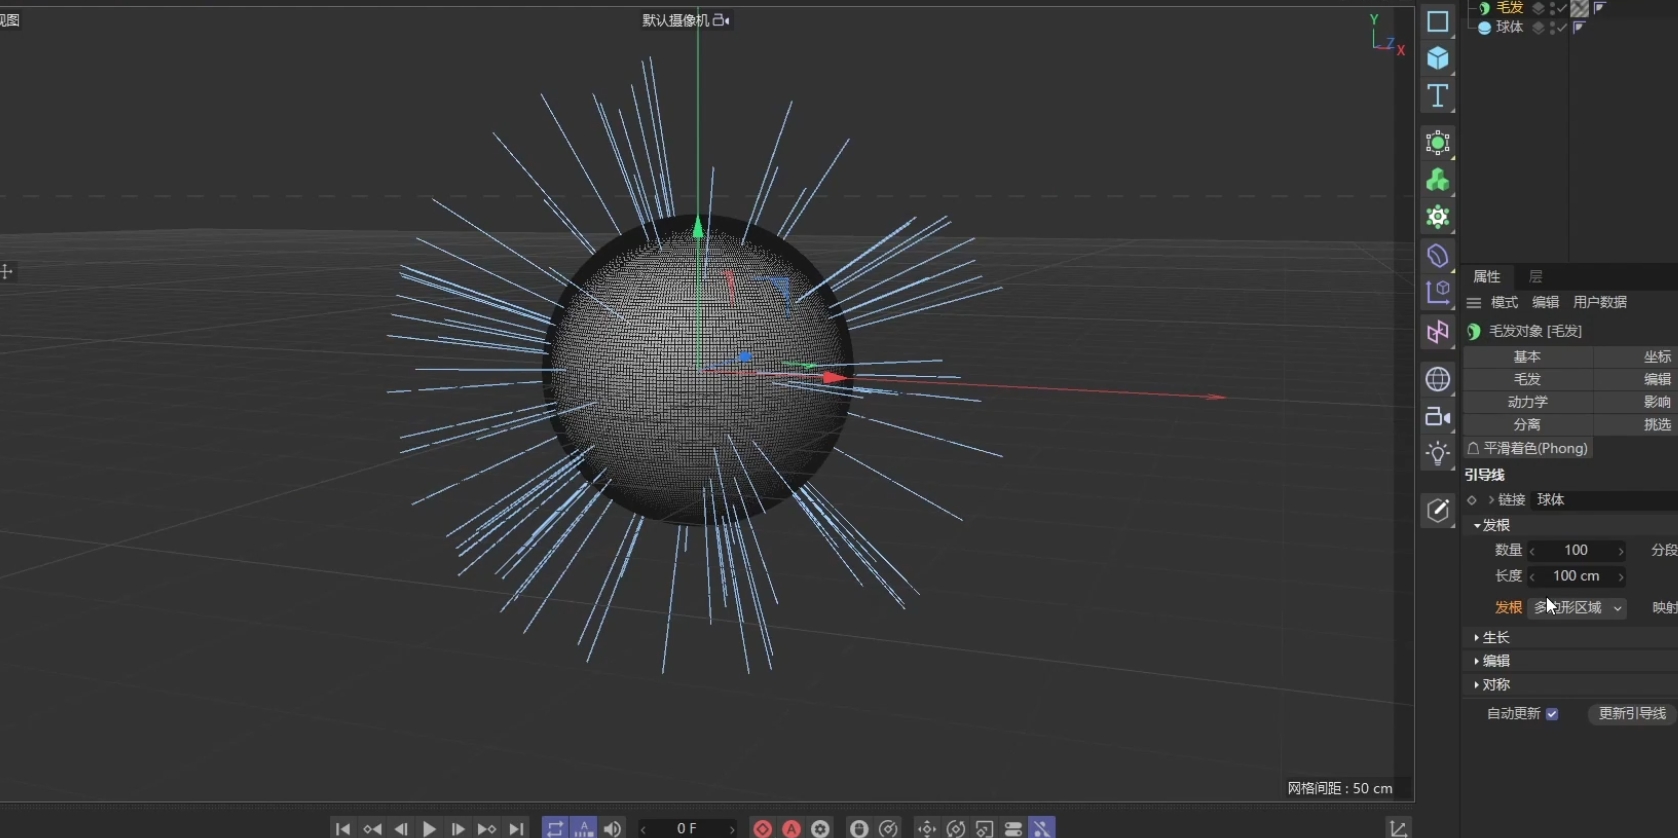 视图
默认摄像机
Y
Z
X
毛发
球体
属性 层
模式 编辑 用户数据
毛发对象 [毛发]
基本 坐标
毛发 编辑
动力学 影响
分离 挑选
平滑着色(Phong)
引导线
链接 球体
发根
数量 100 分段
长度 100 cm
发根 多边形区域 映射
生长
编辑
对称
自动更新 更新引导线
网格间距 : 50 cm
0 F